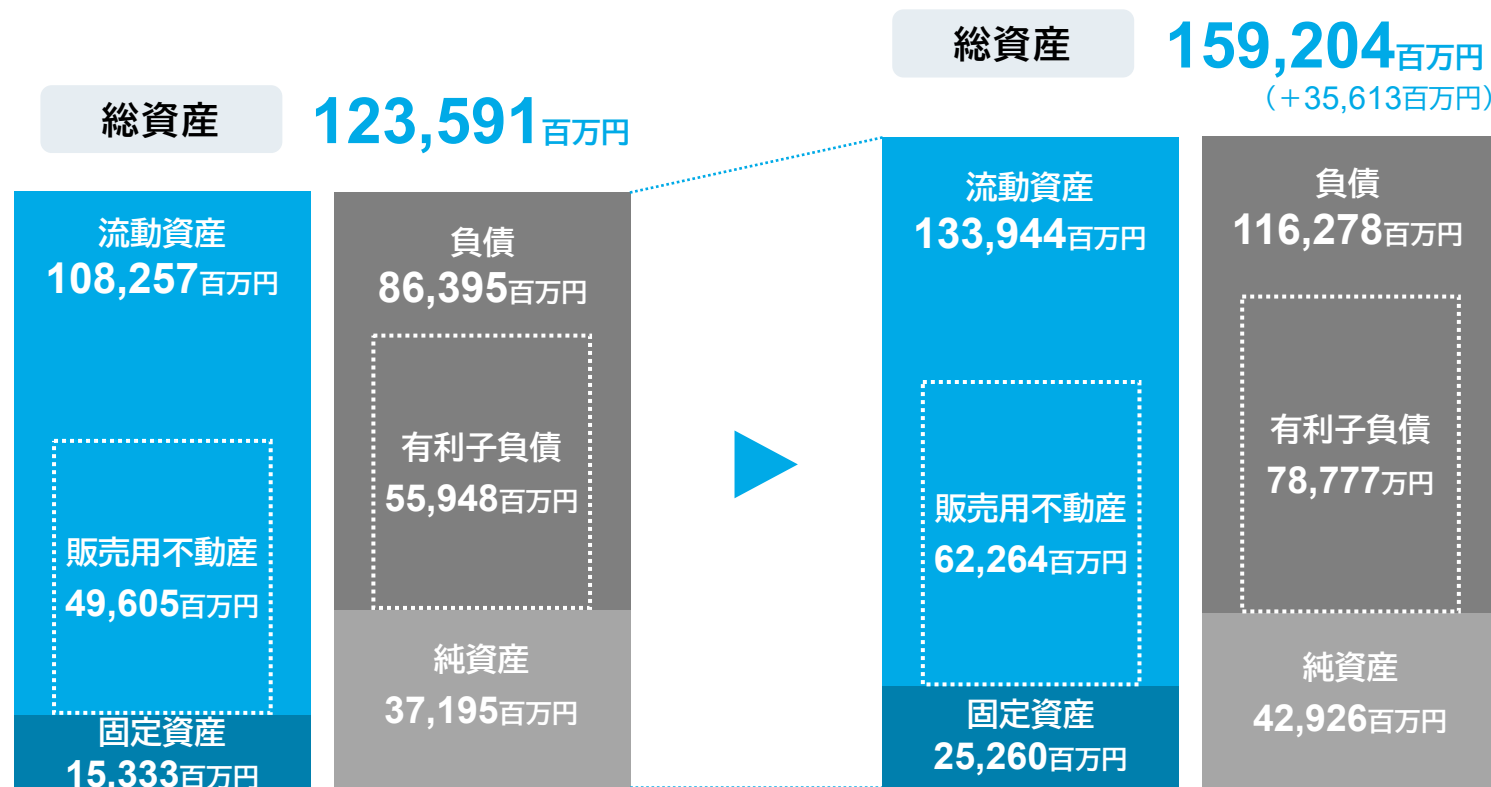 総資産 123,591百万円
流動資産
108,257百万円
販売用不動産
49,605百万円
固定資産
15,333百万円
負債
86,395百万円
有利子負債
55,948百万円
純資産
37,195百万円
総資産 159,204百万円
（＋35,613百万円）
流動資産
133,944百万円
販売用不動産
62,264百万円
固定資産
25,260百万円
負債
116,278百万円
有利子負債
78,777万円
純資産
42,926百万円